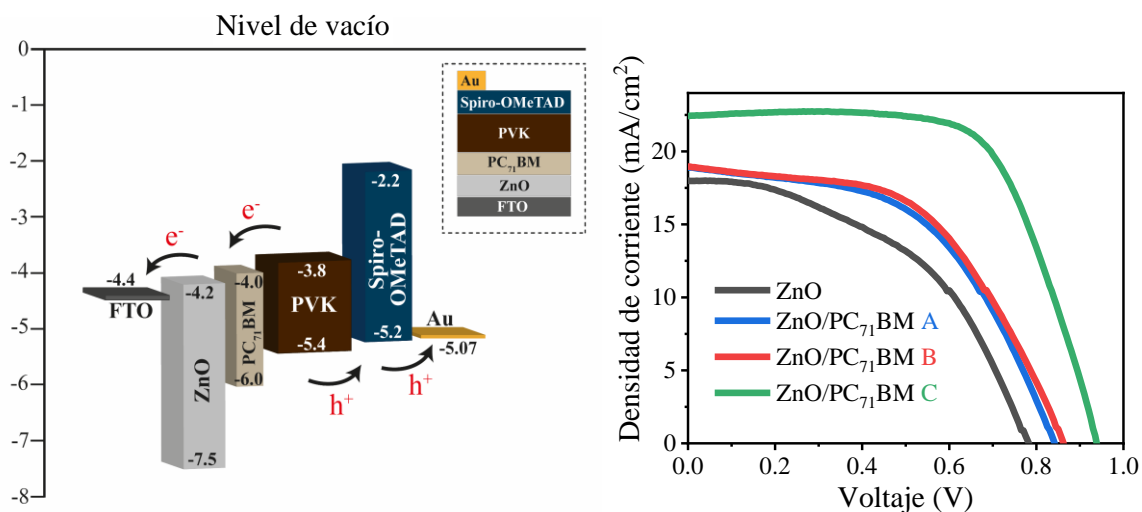 Nivel de vacío
0
-1
-2
-3
-4
-5
-6
-7
-8
Au
Spiro-OMeTAD
PVK
PC₇₁BM
ZnO
FTO
e⁻
e⁻
-4.4
FTO
-4.2
ZnO
-7.5
-4.0
PC₇₁BM
-6.0
-3.8
PVK
-5.4
-2.2
Spiro-
OMeTAD
-5.2
Au
-5.07
h⁺
h⁺
Densidad de corriente (mA/cm²)
20
15
10
5
0
ZnO
ZnO/PC₇₁BM A
ZnO/PC₇₁BM B
ZnO/PC₇₁BM C
0.0 0.2 0.4 0.6 0.8 1.0
Voltaje (V)